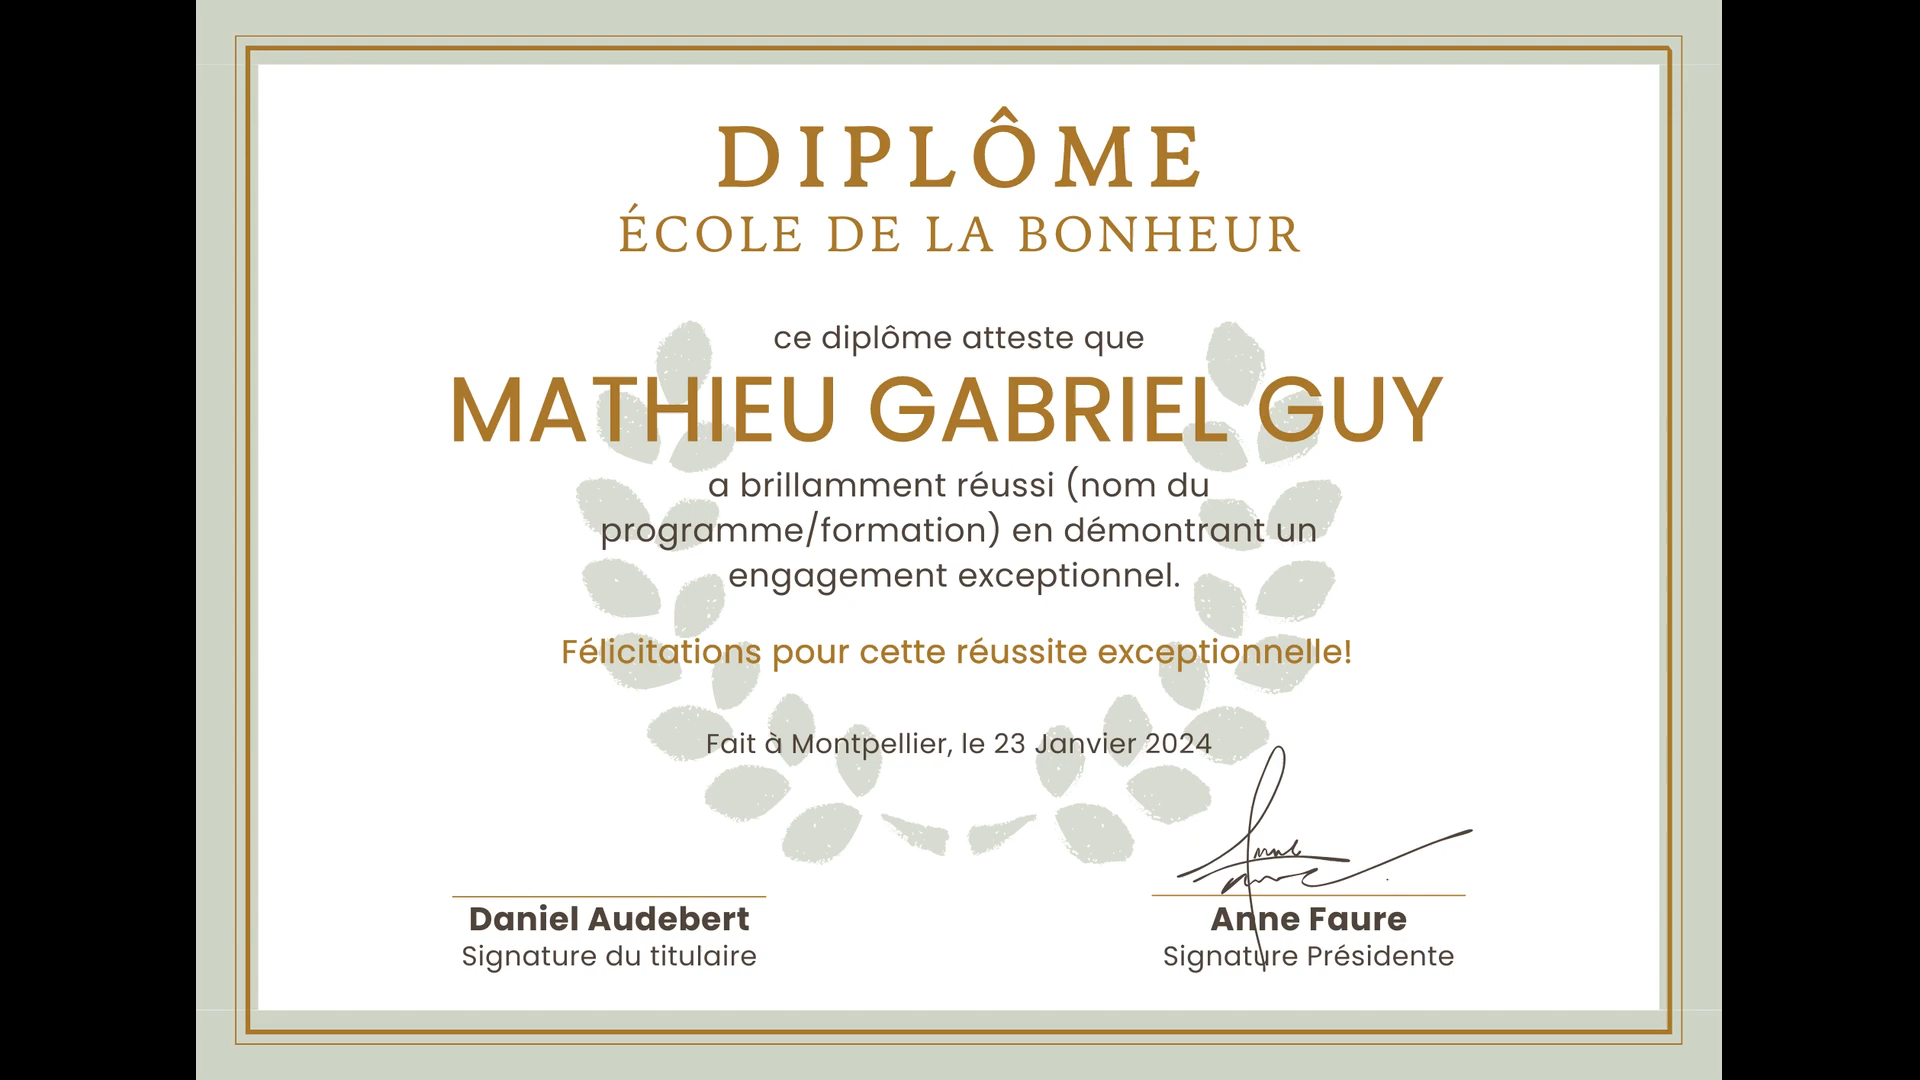 DIPLÔME
ÉCOLE DE LA BONHEUR
ce diplôme atteste que
MATHIEU GABRIEL GUY
a brillamment réussi (nom du
programme/formation) en démontrant un
engagement exceptionnel.
Félicitations pour cette réussite exceptionnelle!
Fait à Montpellier, le 23 Janvier 2024
Daniel Audebert
Signature du titulaire
Anne Faure
Signature Présidente